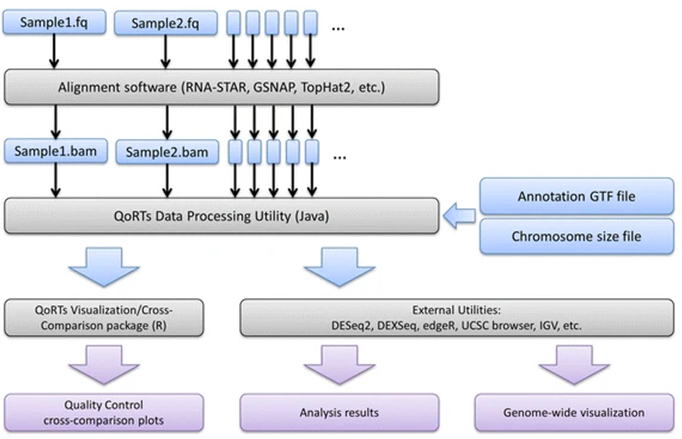 Sample1.fq
Sample2.fq
...
Alignment software (RNA-STAR, GSNAP, TopHat2, etc.)
Sample1.bam
Sample2.bam
...
QoRTs Data Processing Utility (Java)
Annotation GTF file
Chromosome size file
QoRTs Visualization/Cross-
Comparison package (R)
External Utilities:
DESeq2, DEXSeq, edgeR, UCSC browser, IGV, etc.
Quality Control
cross-comparison plots
Analysis results
Genome-wide visualization